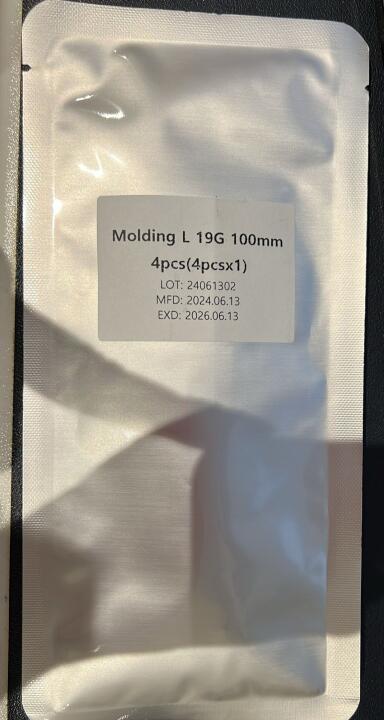 Molding L 19G 100mm
4pcs(4pcsx1)
LOT: 24061302
MFD: 2024.06.13
EXD: 2026.06.13